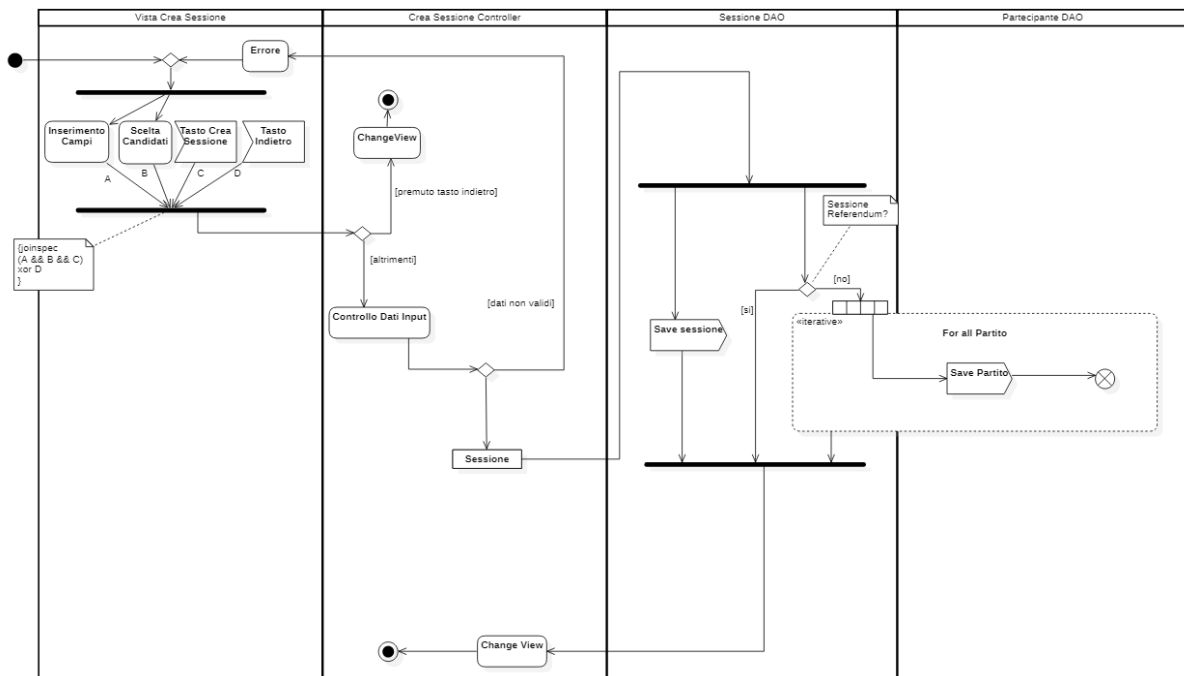 Vista Crea Sessione
Crea Sessione Controller
Sessione DAO
Partecipante DAO
Errore
Inserimento
Campi
Scelta
Candidati
Tasto Crea
Sessione
Tasto
Indietro
A
B
C
D
{joinspec
(A && B && C)
xor D
}
ChangeView
[premuto tasto indietro]
[altrimenti]
[dati non validi]
Controllo Dati Input
Sessione
Sessione
Referendum?
[no]
[si]
«iterative»
For all Partito
Save sessione
Save Partito
Change View